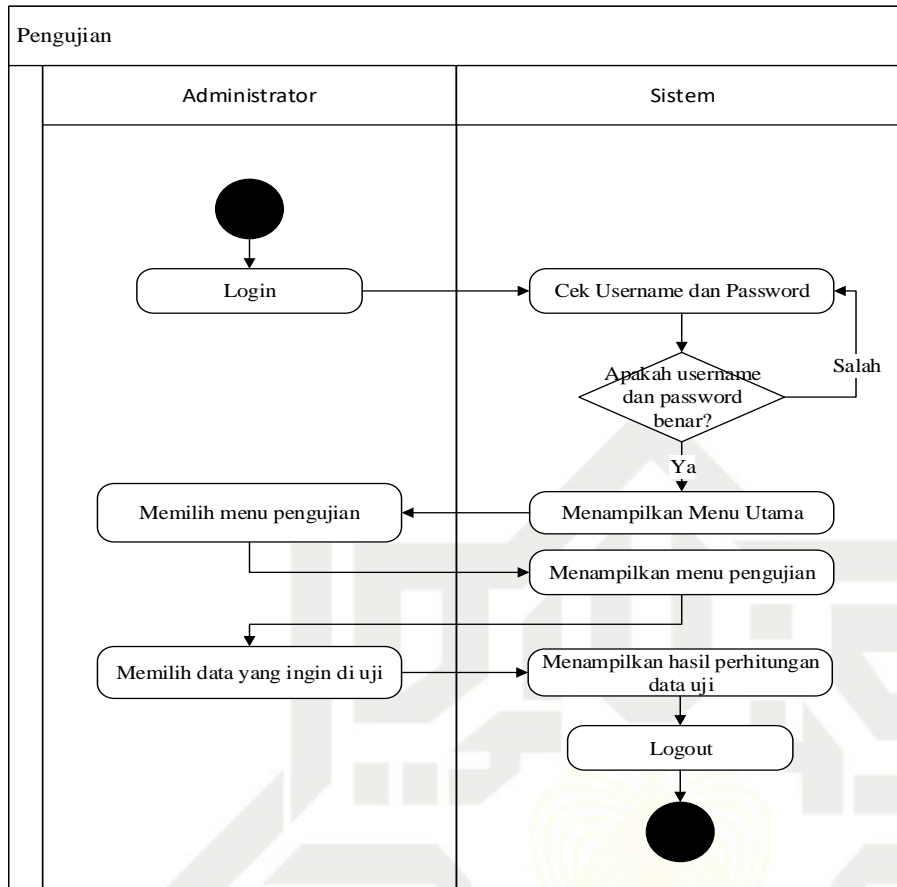 Pengujian
Administrator
Sistem
Login
Cek Username dan Password
Salah
Apakah username
dan password
benar?
Ya
Memilih menu pengujian
Menampilkan Menu Utama
Menampilkan menu pengujian
Memilih data yang ingin di uji
Menampilkan hasil perhitungan
data uji
Logout